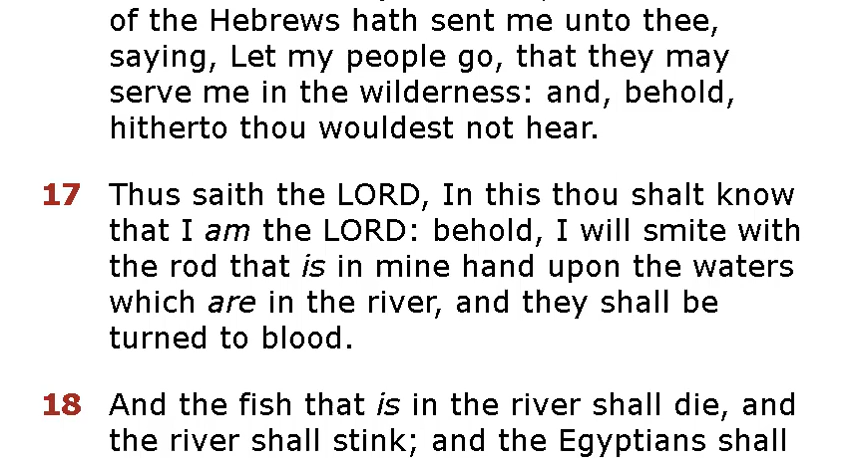 of the Hebrews hath sent me unto thee,
saying, Let my people go, that they may
serve me in the wilderness: and, behold,
hitherto thou wouldest not hear.
17 Thus saith the LORD, In this thou shalt know
that I am the LORD: behold, I will smite with
the rod that is in mine hand upon the waters
which are in the river, and they shall be
turned to blood.
18 And the fish that is in the river shall die, and
the river shall stink; and the Egyptians shall